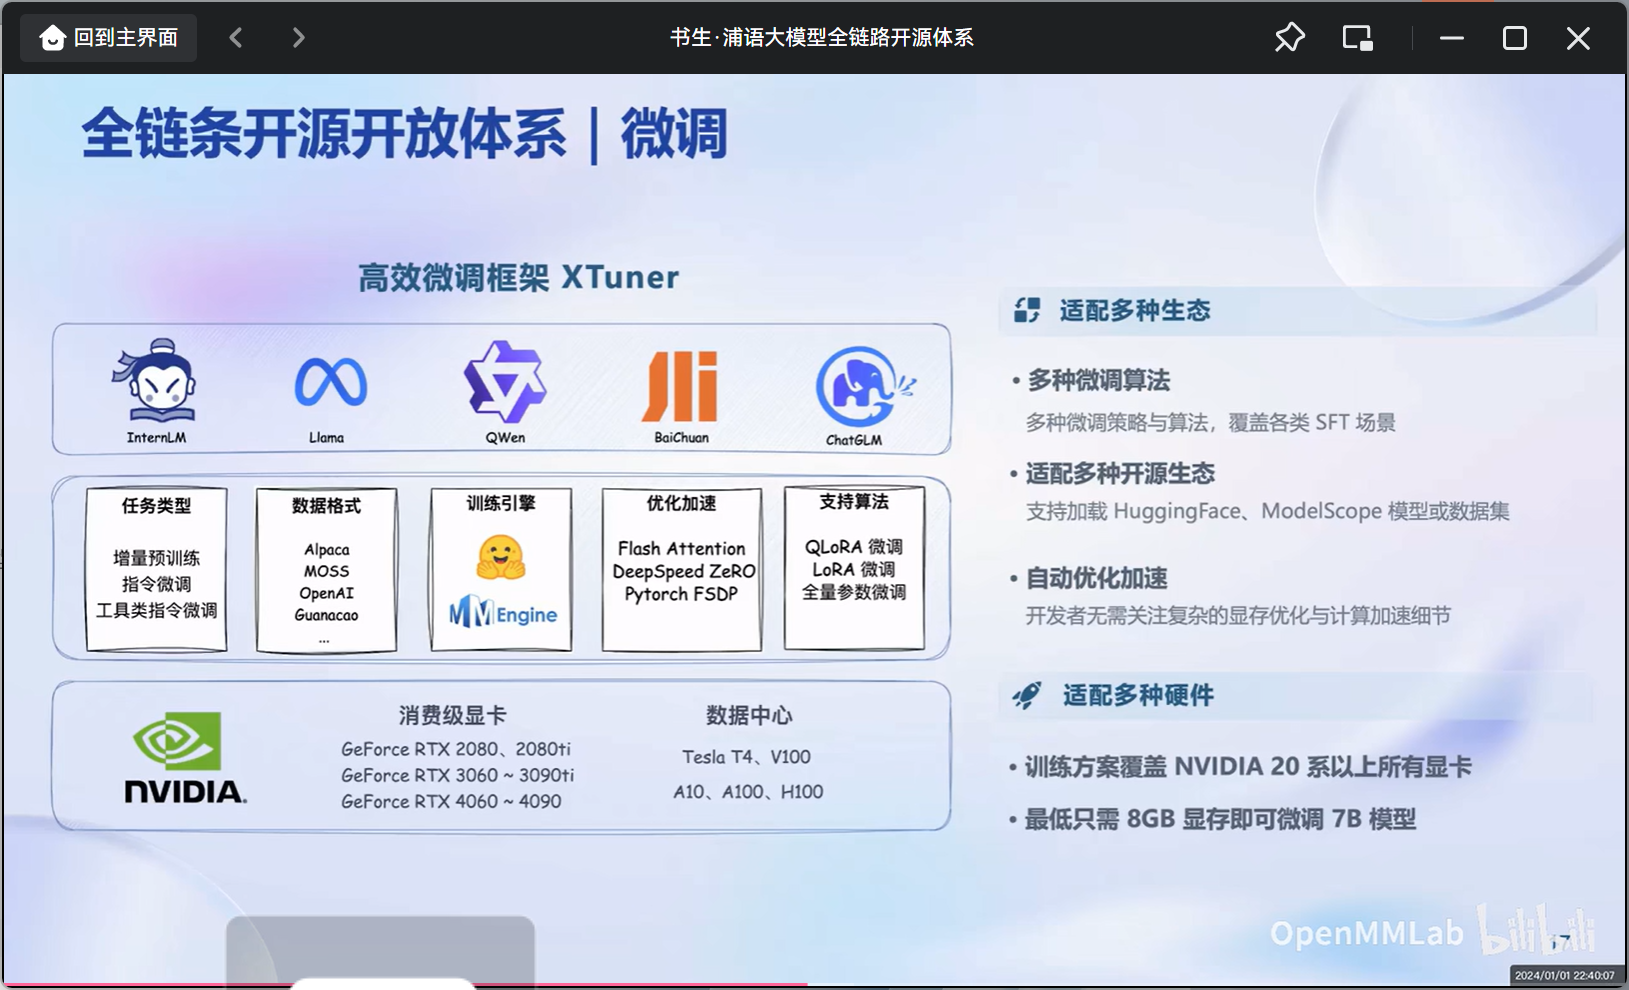 回到主界面
书生·浦语大模型全链路开源体系
全链条开源开放体系｜微调
高效微调框架 XTuner
InternLM
Llama
QWen
BaiChuan
ChatGLM
任务类型
增量预训练
指令微调
工具类指令微调
数据格式
Alpaca
MOSS
OpenAI
Guanacao
...
训练引擎
MMEngine
优化加速
Flash Attention
DeepSpeed ZeRO
Pytorch FSDP
支持算法
QLoRA 微调
LoRA 微调
全量参数微调
NVIDIA.
消费级显卡
GeForce RTX 2080、2080ti
GeForce RTX 3060 ~ 3090ti
GeForce RTX 4060 ~ 4090
数据中心
Tesla T4、V100
A10、A100、H100
适配多种生态
• 多种微调算法
多种微调策略与算法，覆盖各类 SFT 场景
• 适配多种开源生态
支持加载 HuggingFace、ModelScope 模型或数据集
• 自动优化加速
开发者无需关注复杂的显存优化与计算加速细节
适配多种硬件
• 训练方案覆盖 NVIDIA 20 系以上所有显卡
• 最低只需 8GB 显存即可微调 7B 模型
OpenMMLab bilibili
2024/01/01 22:40:07